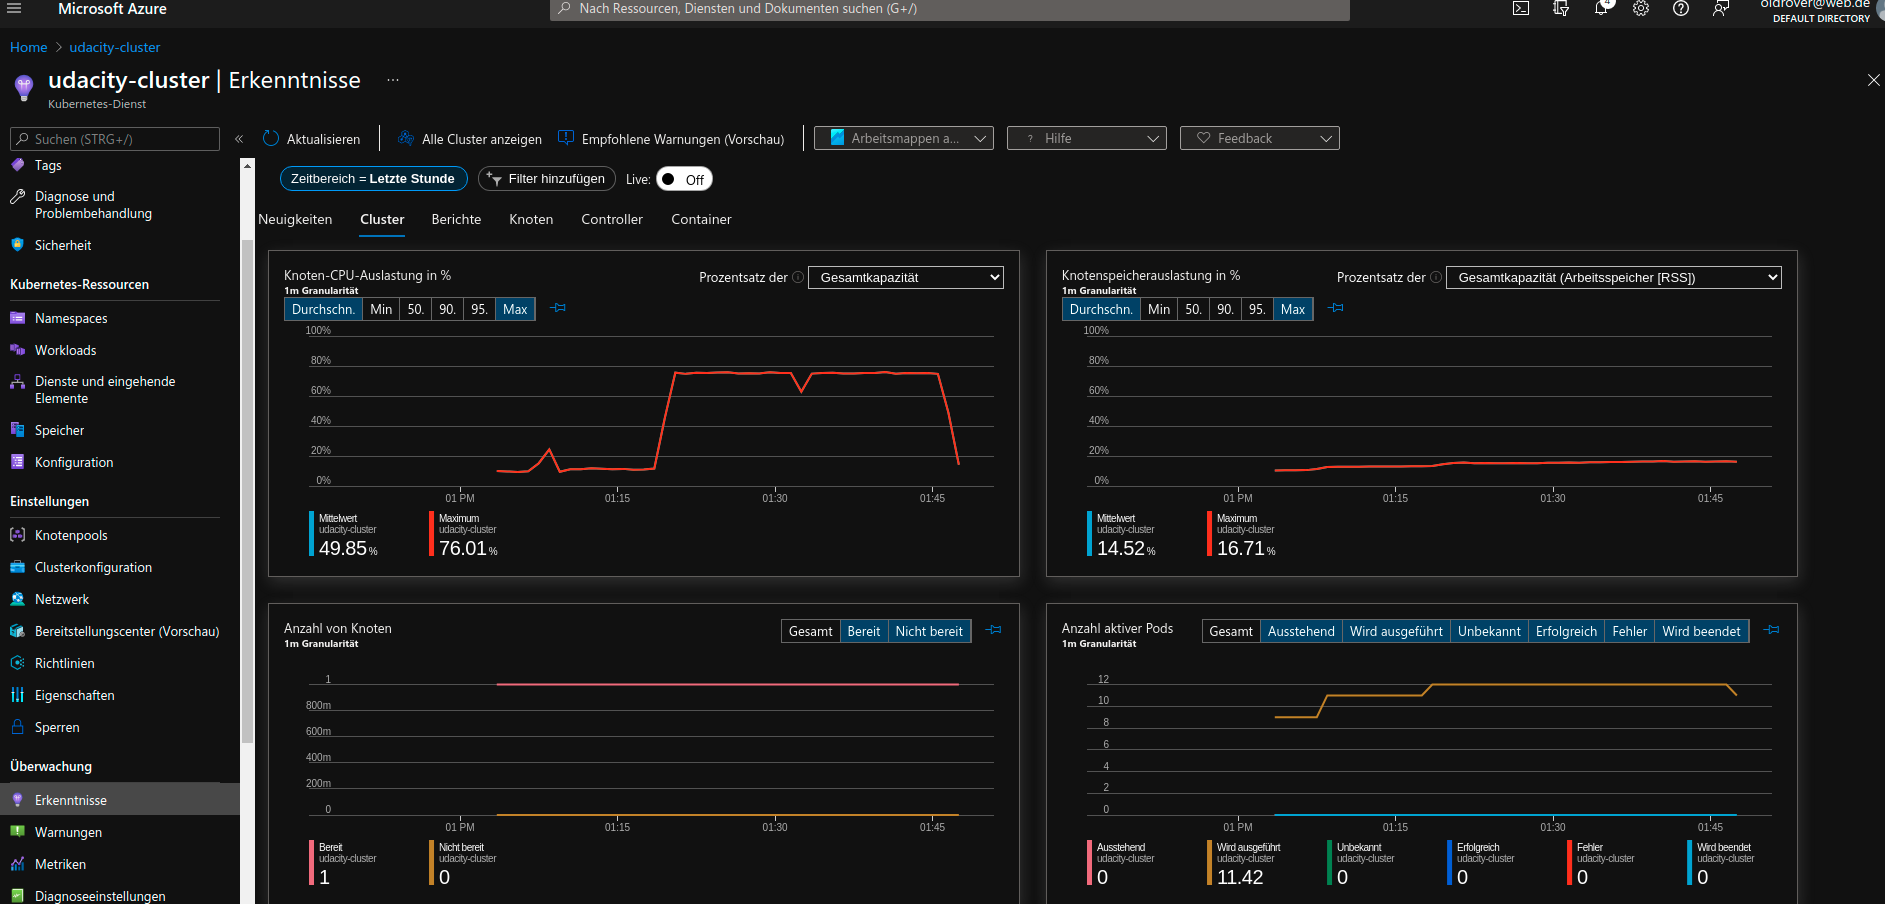 Microsoft Azure
Nach Ressourcen, Diensten und Dokumenten suchen (G+/)
4
oldrover@web.de
DEFAULT DIRECTORY
Home > udacity-cluster
udacity-cluster | Erkenntnisse ...
Kubernetes-Dienst
Suchen (STRG+/)
«
Aktualisieren
Alle Cluster anzeigen
Empfohlene Warnungen (Vorschau)
Arbeitsmappen a...
? Hilfe
Feedback
Tags
Diagnose und
Problembehandlung
Sicherheit
Kubernetes-Ressourcen
Namespaces
Workloads
Dienste und eingehende
Elemente
Speicher
Konfiguration
Einstellungen
Knotenpools
Clusterkonfiguration
Netzwerk
Bereitstellungscenter (Vorschau)
Richtlinien
Eigenschaften
Sperren
Überwachung
Erkenntnisse
Warnungen
Metriken
Diagnoseeinstellungen
Zeitbereich = Letzte Stunde
Filter hinzufügen
Live: Off
Neuigkeiten Cluster Berichte Knoten Controller Container
Knoten-CPU-Auslastung in %
1m Granularität
Prozentsatz der Gesamtkapazität
Durchschn. Min 50. 90. 95. Max
100%
80%
60%
40%
20%
0%
01 PM 01:15 01:30 01:45
Mittelwert
udacity-cluster
49.85 %
Maximum
udacity-cluster
76.01 %
Knotenspeicherauslastung in %
1m Granularität
Prozentsatz der Gesamtkapazität (Arbeitsspeicher [RSS])
Durchschn. Min 50. 90. 95. Max
100%
80%
60%
40%
20%
0%
01 PM 01:15 01:30 01:45
Mittelwert
udacity-cluster
14.52 %
Maximum
udacity-cluster
16.71 %
Anzahl von Knoten
1m Granularität
Gesamt Bereit Nicht bereit
1
800m
600m
400m
200m
0
01 PM 01:15 01:30 01:45
Bereit
udacity-cluster
1
Nicht bereit
udacity-cluster
0
Anzahl aktiver Pods
1m Granularität
Gesamt Ausstehend Wird ausgeführt Unbekannt Erfolgreich Fehler Wird beendet
12
10
8
6
4
2
0
01 PM 01:15 01:30 01:45
Ausstehend
udacity-cluster
0
Wird ausgeführt
udacity-cluster
11.42
Unbekannt
udacity-cluster
0
Erfolgreich
udacity-cluster
0
Fehler
udacity-cluster
0
Wird beendet
udacity-cluster
0